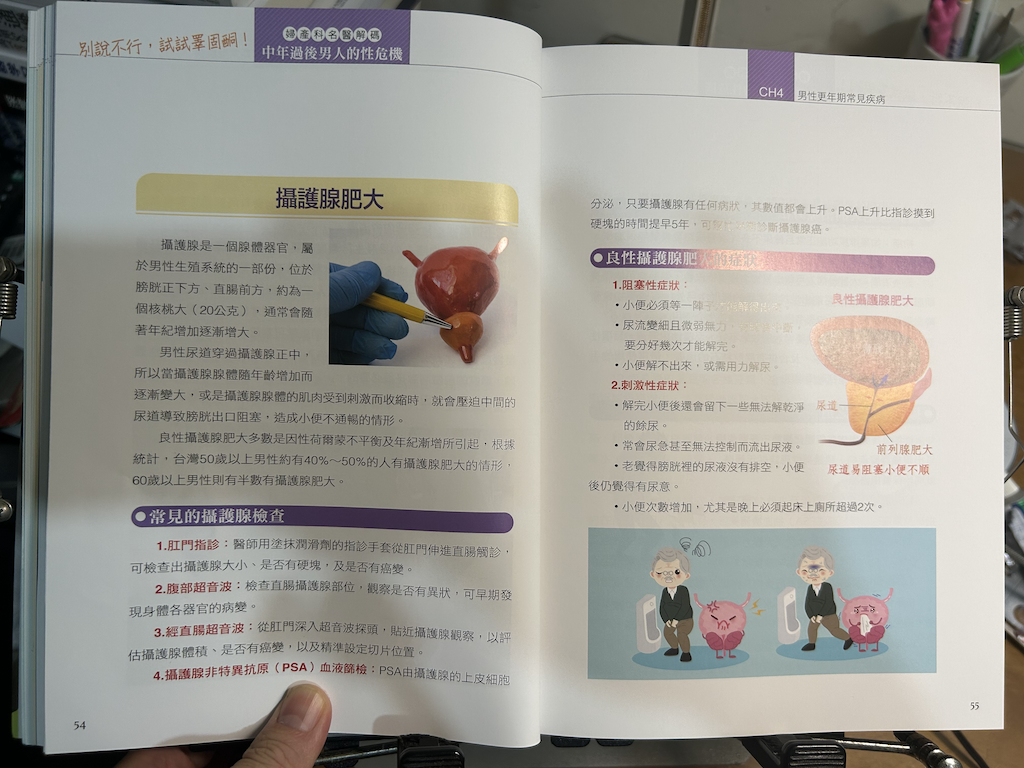 別說不行，試試睪固酮！
婦產科名醫解碼
中年過後男人的性危機
攝護腺肥大
攝護腺是一個腺體器官，屬
於男性生殖系統的一部份，位於
膀胱正下方、直腸前方，約為一
個核桃大（20公克），通常會隨
著年紀增加逐漸增大。
男性尿道穿過攝護腺正中，
所以當攝護腺腺體隨年齡增加而
逐漸變大，或是攝護腺腺體的肌肉受到刺激而收縮時，就會壓迫中間的
尿道導致膀胱出口阻塞，造成小便不通暢的情形。
良性攝護腺肥大多數是因性荷爾蒙不平衡及年紀漸增所引起，根據
統計，台灣50歲以上男性約有40%～50%的人有攝護腺肥大的情形，
60歲以上男性則有半數有攝護腺肥大。
常見的攝護腺檢查
1.肛門指診：醫師用塗抹潤滑劑的指診手套從肛門伸進直腸觸診，
可檢查出攝護腺大小、是否有硬塊，及是否有癌變。
2.腹部超音波：檢查直腸攝護腺部位，觀察是否有異狀，可早期發
現身體各器官的病變。
3.經直腸超音波：從肛門深入超音波探頭，貼近攝護腺觀察，以評
估攝護腺體積、是否有癌變，以及精準設定切片位置。
4.攝護腺非特異抗原（PSA）血液篩檢：PSA由攝護腺的上皮細胞
54
CH4
男性更年期常見疾病
分泌，只要攝護腺有任何病狀，其數值都會上升。PSA上升比指診摸到
硬塊的時間提早5年，可診斷攝護腺癌。
良性攝護腺肥大的症狀
1.阻塞性症狀：
•小便必須等一陣子
•尿流變細且微弱無力，
要分好幾次才能解完。
•小便解不出來，或需用力解尿。
2.刺激性症狀：
•解完小便後還會留下一些無法解乾淨
的餘尿。
•常會尿急甚至無法控制而流出尿液。
•老覺得膀胱裡的尿液沒有排空，小便
後仍覺得有尿意。
•小便次數增加，尤其是晚上必須起床上廁所超過2次。
良性攝護腺肥大
尿道
前列腺肥大
尿道易阻塞小便不順
55